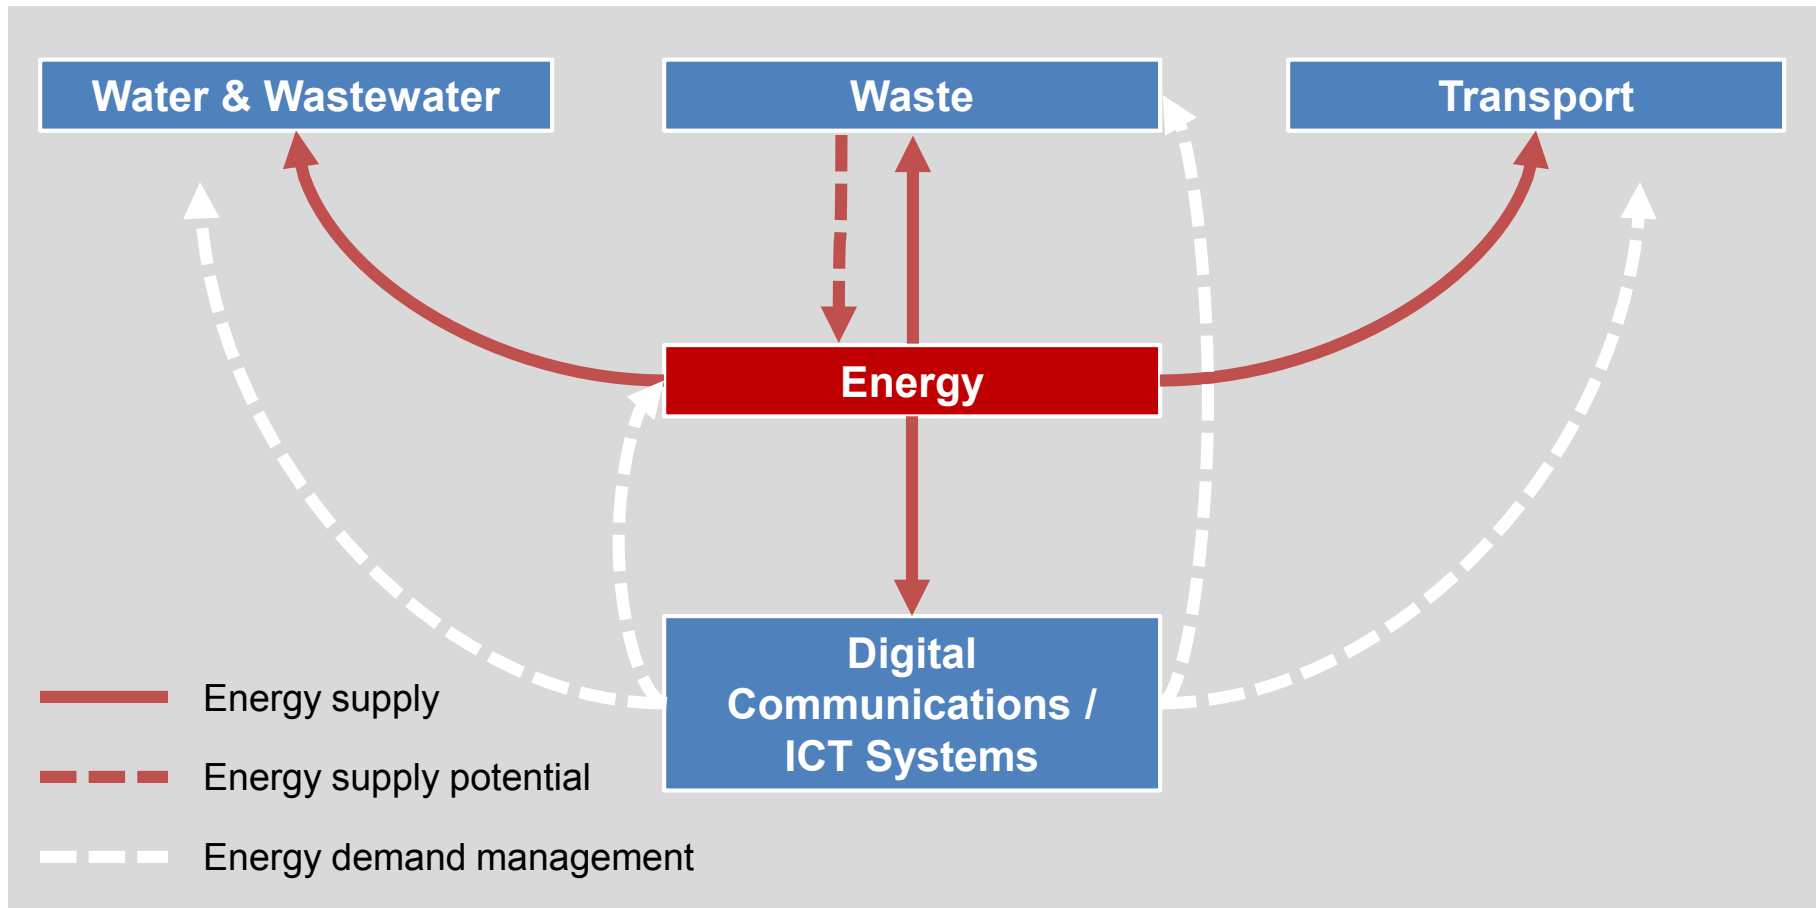 Water & Wastewater
Waste
Transport
Energy
Digital
Communications /
ICT Systems
Energy supply
Energy supply potential
Energy demand management